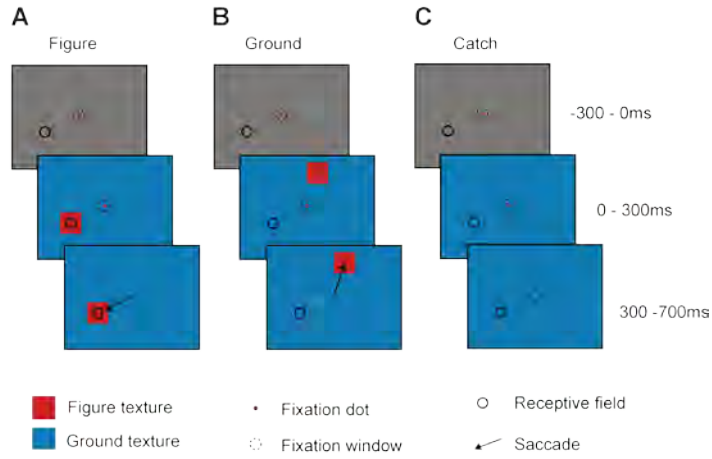 A B C
Figure Ground Catch
-300 - 0ms
0 - 300ms
300 -700ms
Figure texture Fixation dot Receptive field
Ground texture Fixation window Saccade